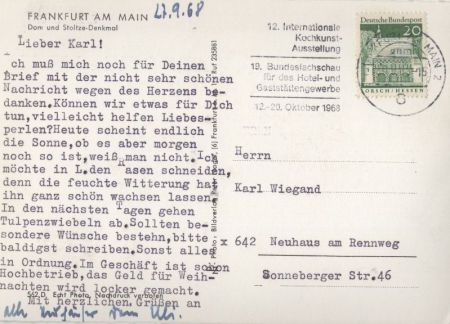 FRANKFURT AM MAIN
Dom und Stoltze-Denkmal
27.9.68
Lieber Karl!
ich muß mich noch für Deinen
Brief mit der nicht sehr schönen
Nachricht wegen des Herzens be-
danken.Können wir etwas für Dich
tun,vielleicht helfen Liebes-
perlen?Heute scheint endlich
die Sonne,ob es aber morgen
noch so ist,weiß man nicht.Ich
möchte in L.den Rasen schneiden,
denn die feuchte Witterung hat
ihn ganz schön wachsen lassen.
In den nächsten Tagen gehen
Tulpenzwiebeln ab.Sollten be-
sondere Wünsche bestehn,bitte
baldigst schreiben.Sonst alles
in Ordnung.Im Geschäft ist schon
Hochbetrieb,das Geld für Weih-
nachten wird locker gemacht.
562 D Echt Photo, Nachdruck verboten
Mit herzlichen Grüßen an
alle
12. Internationale
Kochkunst-
Ausstellung
19. Bundesfachschau
für das Hotel- und
Gaststättengewerbe
12.-20. Oktober 1968
Deutsche Bundespost
20
LORSCH/HESSEN
MAIN 2
Herrn
Karl Wiegand
x 642 Neuhaus am Rennweg
Sonneberger Str.46